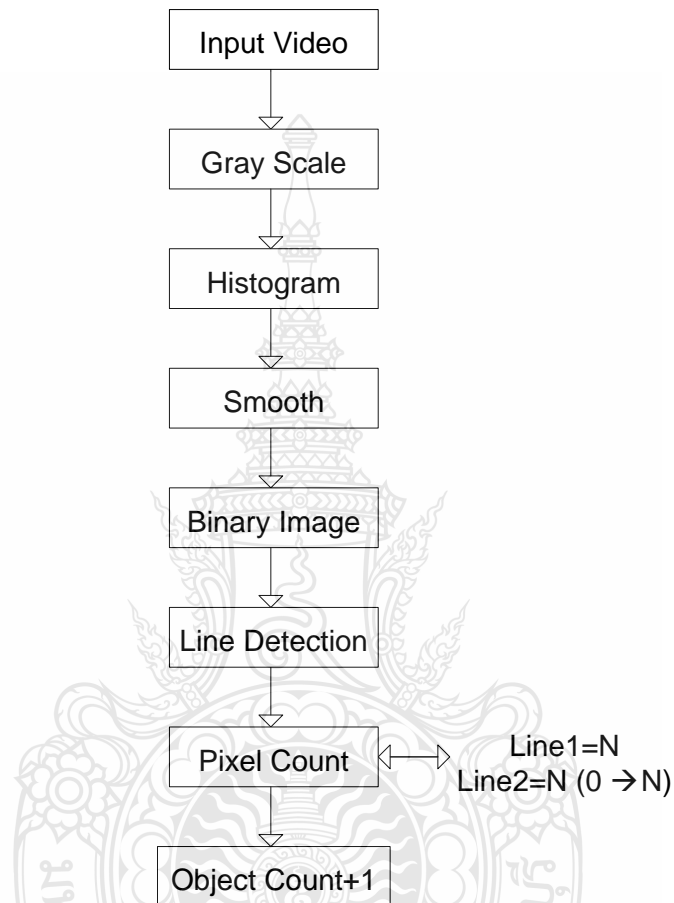 Input Video
Gray Scale
Histogram
Smooth
Binary Image
Line Detection
Pixel Count
Line1=N
Line2=N (0 →N)
Object Count+1